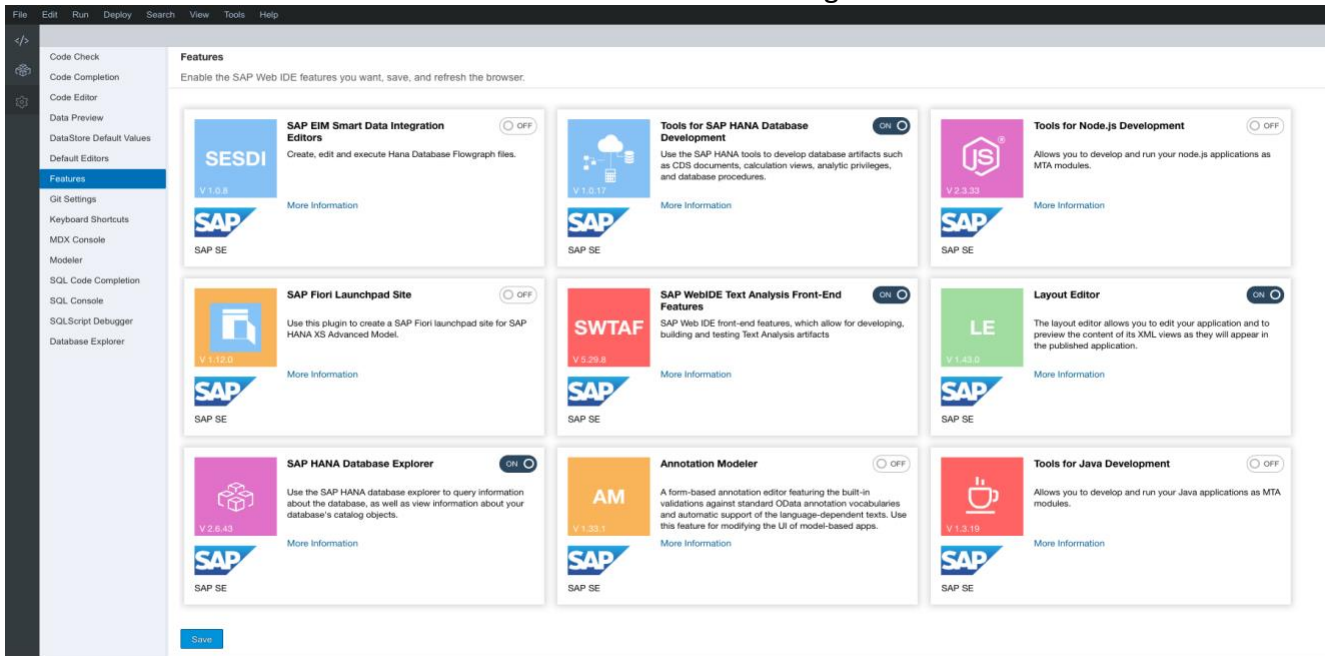 File Edit Run Deploy Search View Tools Help
</>
Code Check
Code Completion
Code Editor
Data Preview
DataStore Default Values
Default Editors
Features
Git Settings
Keyboard Shortcuts
MDX Console
Modeler
SQL Code Completion
SQL Console
SQLScript Debugger
Database Explorer
Features
Enable the SAP Web IDE features you want, save, and refresh the browser.
SESDI
V 1.0.8
SAP
SAP SE
SAP EIM Smart Data Integration
Editors
OFF
Create, edit and execute Hana Database Flowgraph files.
More Information
V 1.0.17
SAP
SAP SE
Tools for SAP HANA Database
Development
ON
Use the SAP HANA tools to develop database artifacts such
as CDS documents, calculation views, analytic privileges,
and database procedures.
More Information
JS
V 2.3.33
SAP
SAP SE
Tools for Node.js Development
OFF
Allows you to develop and run your node.js applications as
MTA modules.
More Information
V 1.12.0
SAP
SAP SE
SAP Fiori Launchpad Site
OFF
Use this plugin to create a SAP Fiori launchpad site for SAP
HANA XS Advanced Model.
More Information
SWTAF
V 5.29.8
SAP
SAP SE
SAP WebIDE Text Analysis Front-End
Features
ON
SAP Web IDE front-end features, which allow for developing,
building and testing Text Analysis artifacts
More Information
LE
V 1.43.0
SAP
SAP SE
Layout Editor
ON
The layout editor allows you to edit your application and to
preview the content of its XML views as they will appear in
the published application.
More Information
V 2.6.43
SAP
SAP SE
SAP HANA Database Explorer
ON
Use the SAP HANA database explorer to query information
about the database, as well as view information about your
database's catalog objects.
More Information
AM
V 1.33.1
SAP
SAP SE
Annotation Modeler
OFF
A form-based annotation editor featuring the built-in
validations against standard OData annotation vocabularies
and automatic support of the language-dependent texts. Use
this feature for modifying the UI of model-based apps.
More Information
V 1.3.19
SAP
SAP SE
Tools for Java Development
OFF
Allows you to develop and run your Java applications as MTA
modules.
More Information
Save